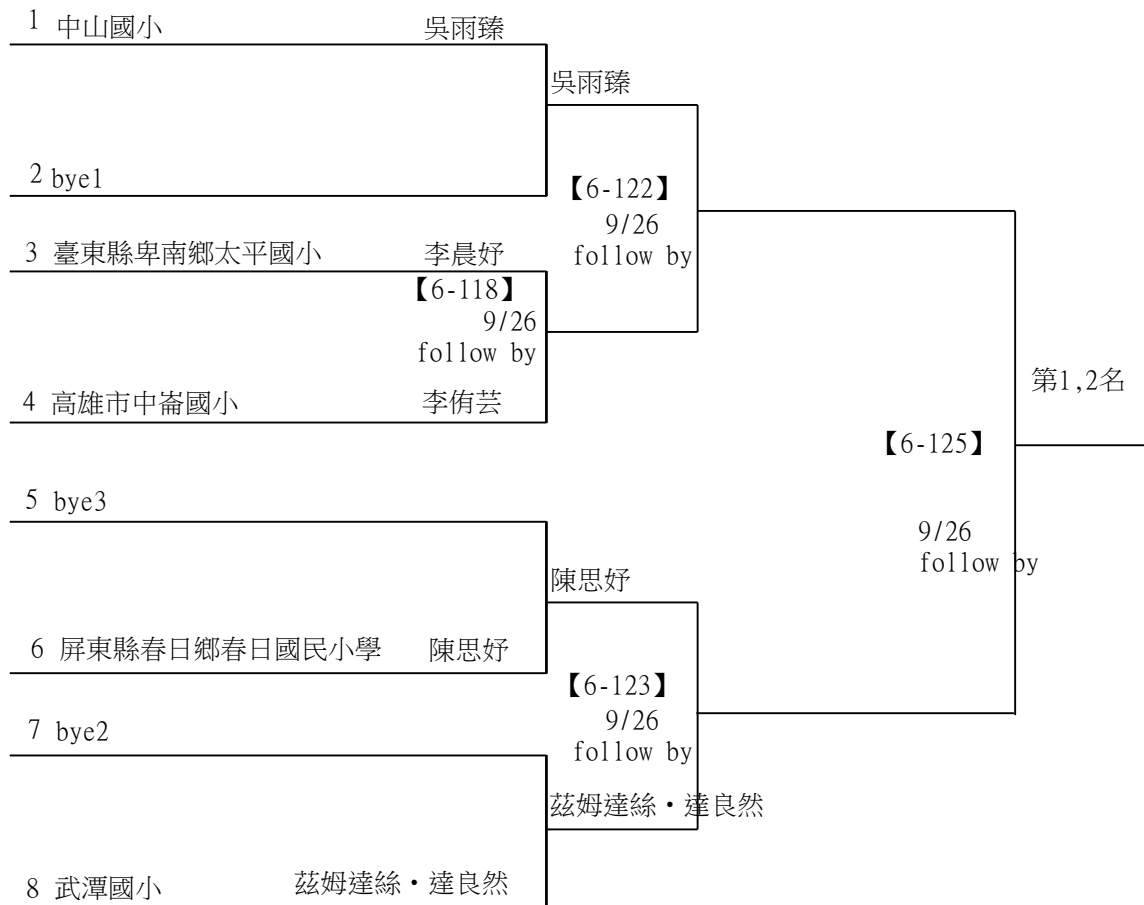 1 中山國小 吳雨臻
吳雨臻
2 bye1
【6-122】
9/26
follow by
3 臺東縣卑南鄉太平國小 李晨妤
【6-118】
9/26
follow by
4 高雄市中崙國小 李侑芸
第1,2名
【6-125】
9/26
follow by
5 bye3
陳思妤
6 屏東縣春日鄉春日國民小學 陳思妤
【6-123】
9/26
follow by
7 bye2
茲姆達絲・達良然
8 武潭國小 茲姆達絲・達良然